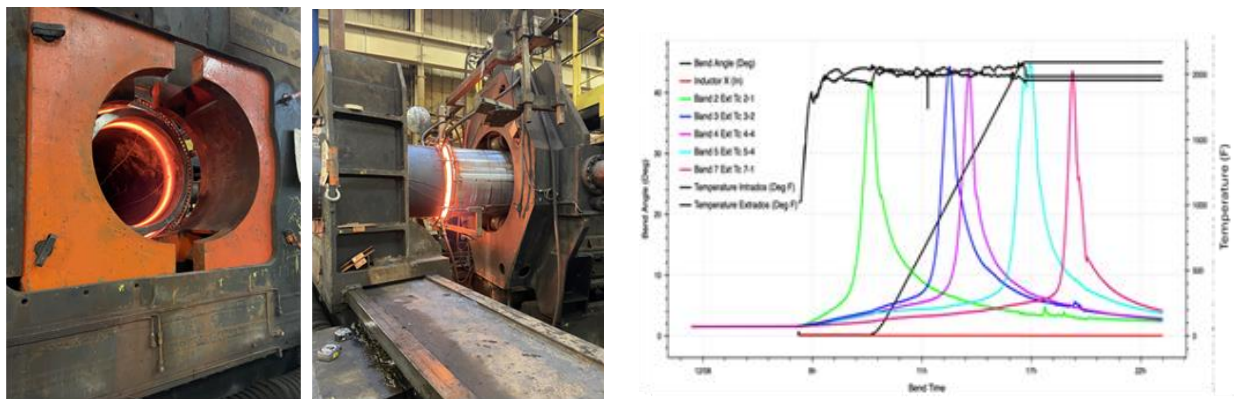 Bend Angle (Deg)
Inductor X (In)
Band 2 Ext Tc 2-1
Band 3 Ext Tc 3-2
Band 4 Ext Tc 4-4
Band 5 Ext Tc 5-4
Band 7 Ext Tc 7-1
Temperature Intrados (Deg F)
Temperature Extrados (Deg F)
Bend Angle (Deg)
30
20
10
0
Temperature (F)
2000
1500
1000
500
0
12/08
Bend Time